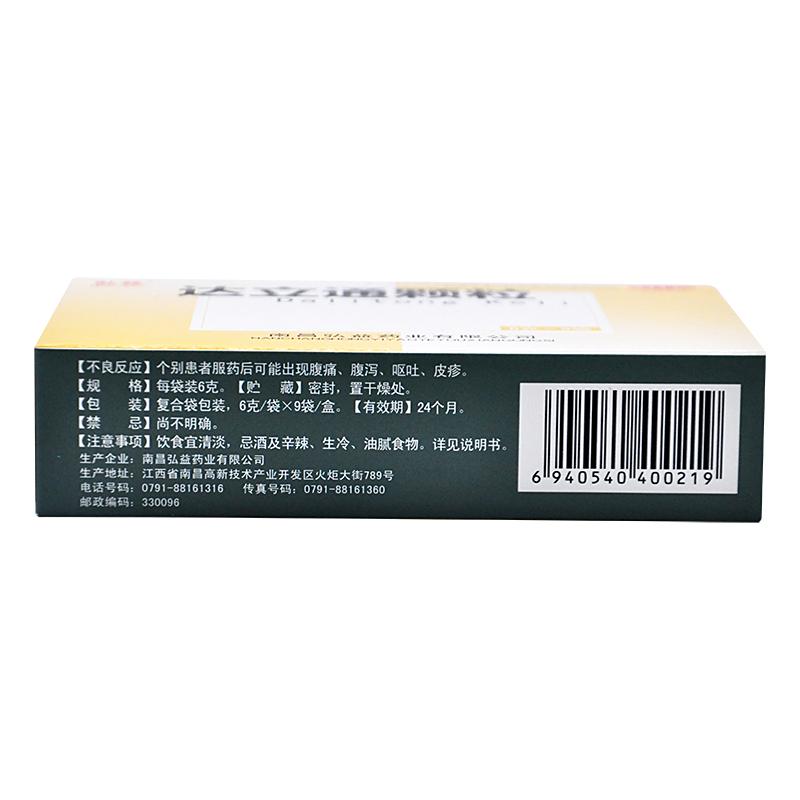 达立通颗粒
Dalitong Keli
南昌弘益药业有限公司
NANCHANGHONGYIYAOYEYOUXIANGONGSI
【不良反应】个别患者服药后可能出现腹痛、腹泻、呕吐、皮疹。
【规　格】每袋装6克。【贮　藏】密封，置干燥处。
【包　装】复合袋包装，6克/袋×9袋/盒。【有效期】24个月。
【禁　忌】尚不明确。
【注意事项】饮食宜清淡，忌酒及辛辣、生冷、油腻食物。详见说明书。
生产企业：南昌弘益药业有限公司
生产地址：江西省南昌高新技术产业开发区火炬大街789号
电话号码：0791-88161316　传真号码：0791-88161360
邮政编码：330096
6 940540 400219